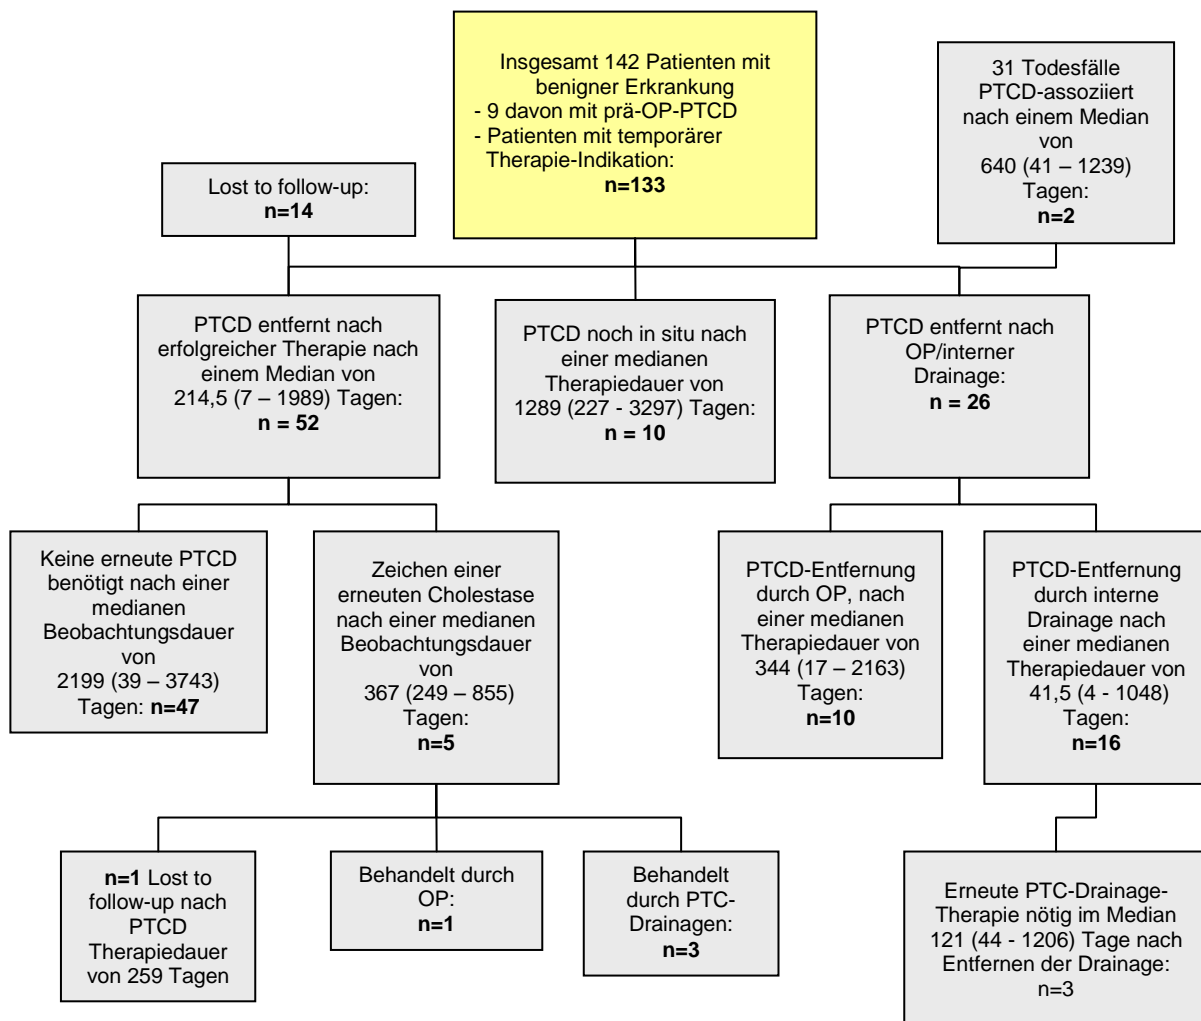 Insgesamt 142 Patienten mit
benigner Erkrankung
- 9 davon mit prä-OP-PTCD
- Patienten mit temporärer
Therapie-Indikation:
n=133
31 Todesfälle
PTCD-assoziiert
nach einem Median
von
640 (41 – 1239)
Tagen:
n=2
Lost to follow-up:
n=14
PTCD entfernt nach
erfolgreicher Therapie nach
einem Median von
214,5 (7 – 1989) Tagen:
n = 52
PTCD noch in situ nach
einer medianen
Therapiedauer von
1289 (227 - 3297) Tagen:
n = 10
PTCD entfernt nach
OP/interner
Drainage:
n = 26
Keine erneute PTCD
benötigt nach einer
medianen
Beobachtungsdauer
von
2199 (39 – 3743)
Tagen: n=47
Zeichen einer
erneuten Cholestase
nach einer medianen
Beobachtungsdauer
von
367 (249 – 855)
Tagen:
n=5
PTCD-Entfernung
durch OP, nach
einer medianen
Therapiedauer von
344 (17 – 2163)
Tagen:
n=10
PTCD-Entfernung
durch interne
Drainage nach
einer medianen
Therapiedauer von
41,5 (4 - 1048)
Tagen:
n=16
n=1 Lost to
follow-up nach
PTCD
Therapiedauer
von 259 Tagen
Behandelt durch
OP:
n=1
Behandelt
durch PTC-
Drainagen:
n=3
Erneute PTC-Drainage-
Therapie nötig im Median
121 (44 - 1206) Tage nach
Entfernen der Drainage:
n=3